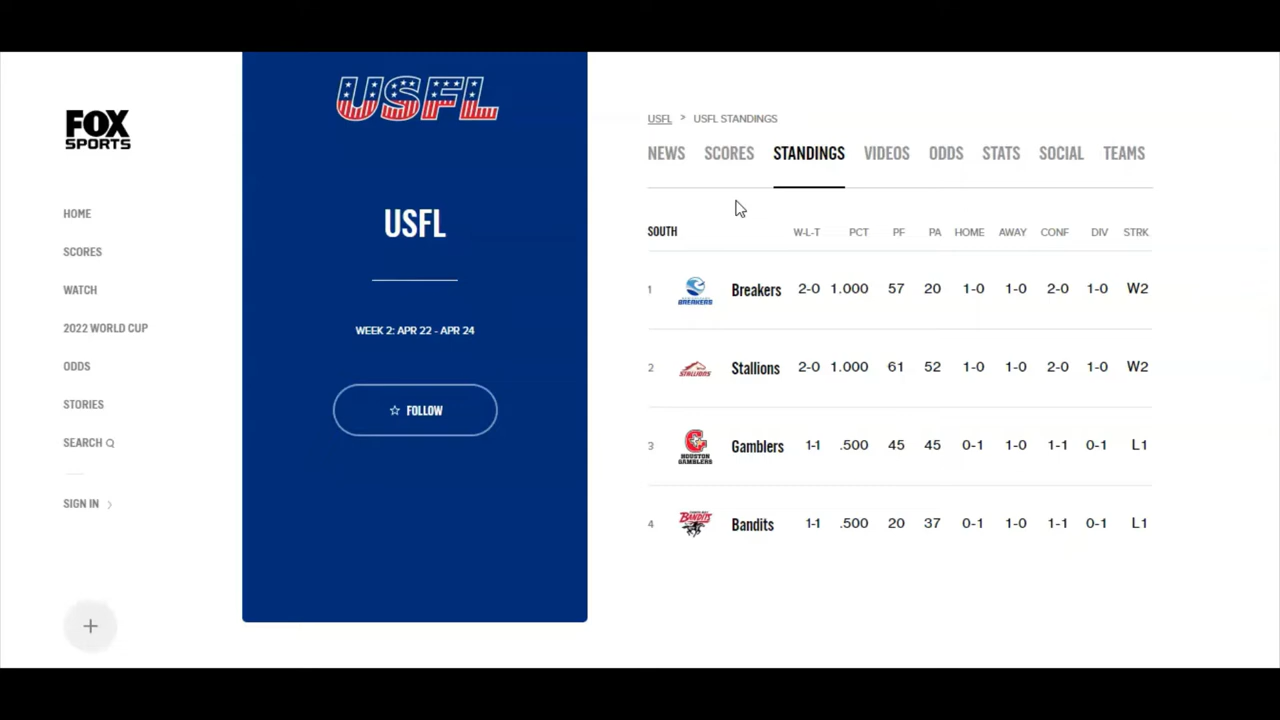 USFL
FOX
SPORTS
HOME
SCORES
WATCH
2022 WORLD CUP
ODDS
STORIES
SEARCH
SIGN IN
USFL
WEEK 2: APR 22 - APR 24
☆ FOLLOW
USFL > USFL STANDINGS
NEWS SCORES STANDINGS VIDEOS ODDS STATS SOCIAL TEAMS
SOUTH W-L-T PCT PF PA HOME AWAY CONF DIV STRK
1 BREAKERS Breakers 2-0 1.000 57 20 1-0 1-0 2-0 1-0 W2
2 STALLIONS Stallions 2-0 1.000 61 52 1-0 1-0 2-0 1-0 W2
3 HOUSTON GAMBLERS Gamblers 1-1 .500 45 45 0-1 1-0 1-1 0-1 L1
4 BANDITS Bandits 1-1 .500 20 37 0-1 1-0 1-1 0-1 L1